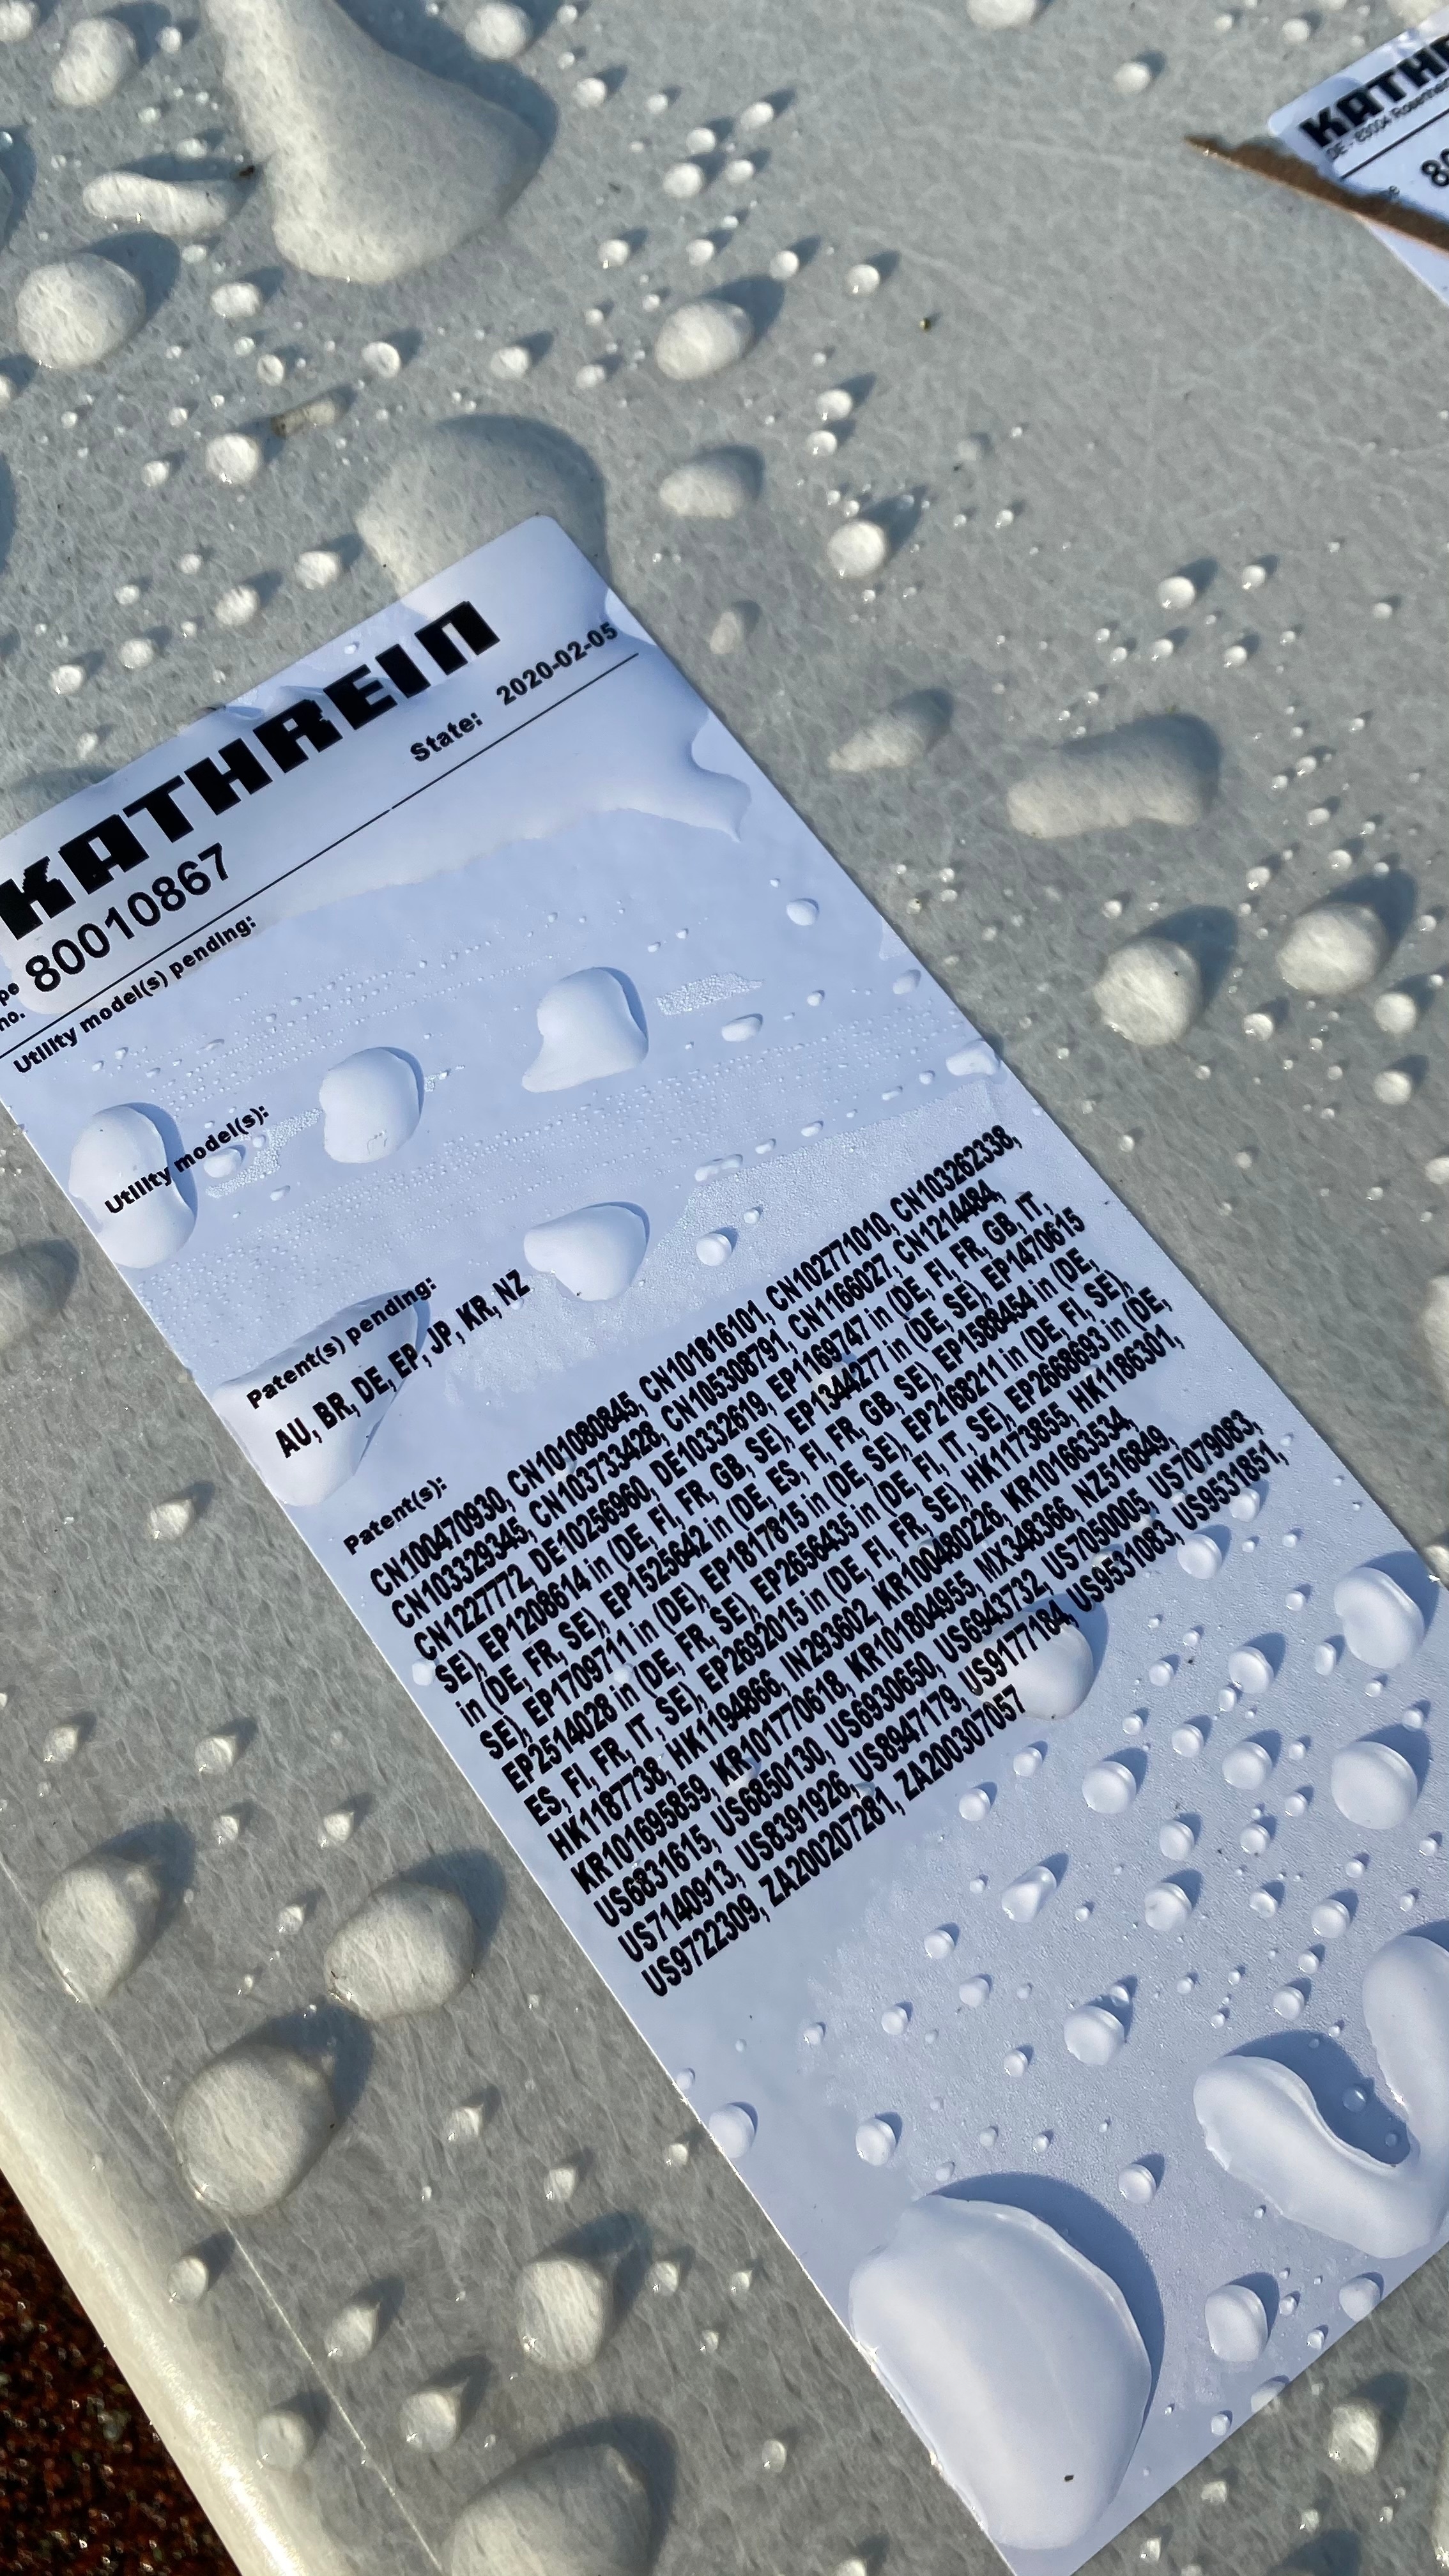 KATHREIN
State: 2020-02-05
no. 80010867
Utility model(s) pending:
Utility model(s):
Patent(s) pending:
AU, BR, DE, EP, JP, KR, NZ
Patent(s):
CN100470930, CN101080845, CN101816101, CN102771010, CN103262338,
CN103329345, CN103733428, CN105308791, CN1166027, CN1214484,
CN1227772, DE10256960, DE10332619, EP1169747 in (DE, FI, FR, GB, IT,
SE), EP1208614 in (DE, FI, FR, GB, SE), EP1344277 in (DE, SE), EP1470615
in (DE, FR, SE), EP1525642 in (DE, ES, FI, FR, GB, SE), EP1588454 in (DE,
SE), EP1709711 in (DE), EP1817815 in (DE, SE), EP2168211 in (DE, FI, SE),
EP2514028 in (DE, FR, SE), EP2656435 in (DE, FI, IT, SE), EP2668693 in (DE,
ES, FI, FR, IT, SE), EP2692015 in (DE, FI, FR, SE), HK1173855, HK1186301,
HK1187738, HK1194866, IN293602, KR100480226, KR101663534,
KR101695859, KR101770618, KR101804955, MX348366, NZ516849,
US6831615, US6850130, US6930650, US6943732, US7050005, US7079083,
US7140913, US8391926, US8947179, US9177184, US9531083, US9531851,
US9722309, ZA200207281, ZA200307057